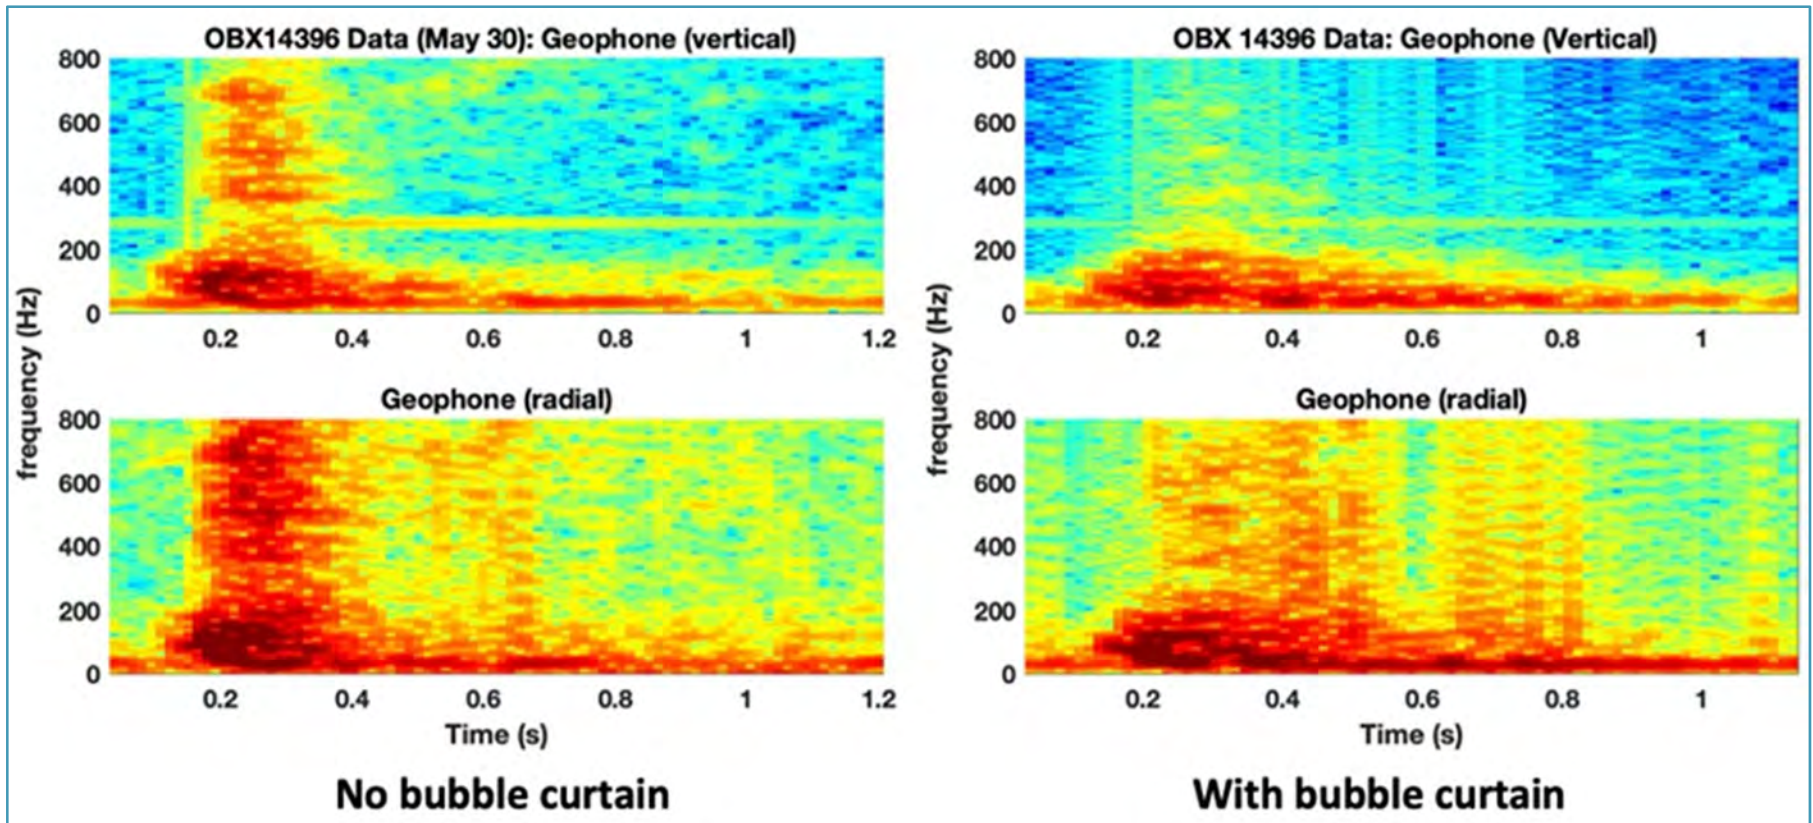 OBX14396 Data (May 30): Geophone (vertical)
800
600
400
200
0
0.2 0.4 0.6 0.8 1 1.2
Geophone (radial)
800
600
400
200
0
0.2 0.4 0.6 0.8 1 1.2
frequency (Hz)
Time (s)
No bubble curtain
OBX 14396 Data: Geophone (Vertical)
800
600
400
200
0
0.2 0.4 0.6 0.8 1
Geophone (radial)
800
600
400
200
0
0.2 0.4 0.6 0.8 1
frequency (Hz)
Time (s)
With bubble curtain